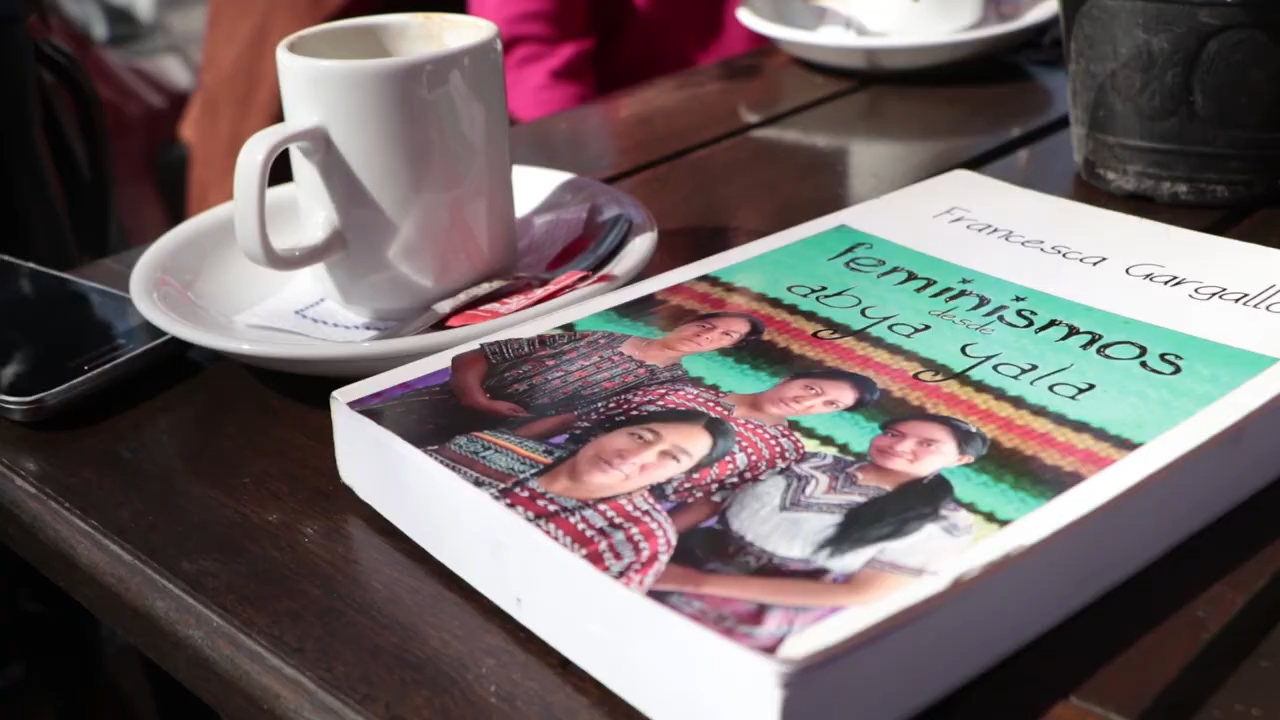 Francesca Gargallo
feminismos
desde
abya yala